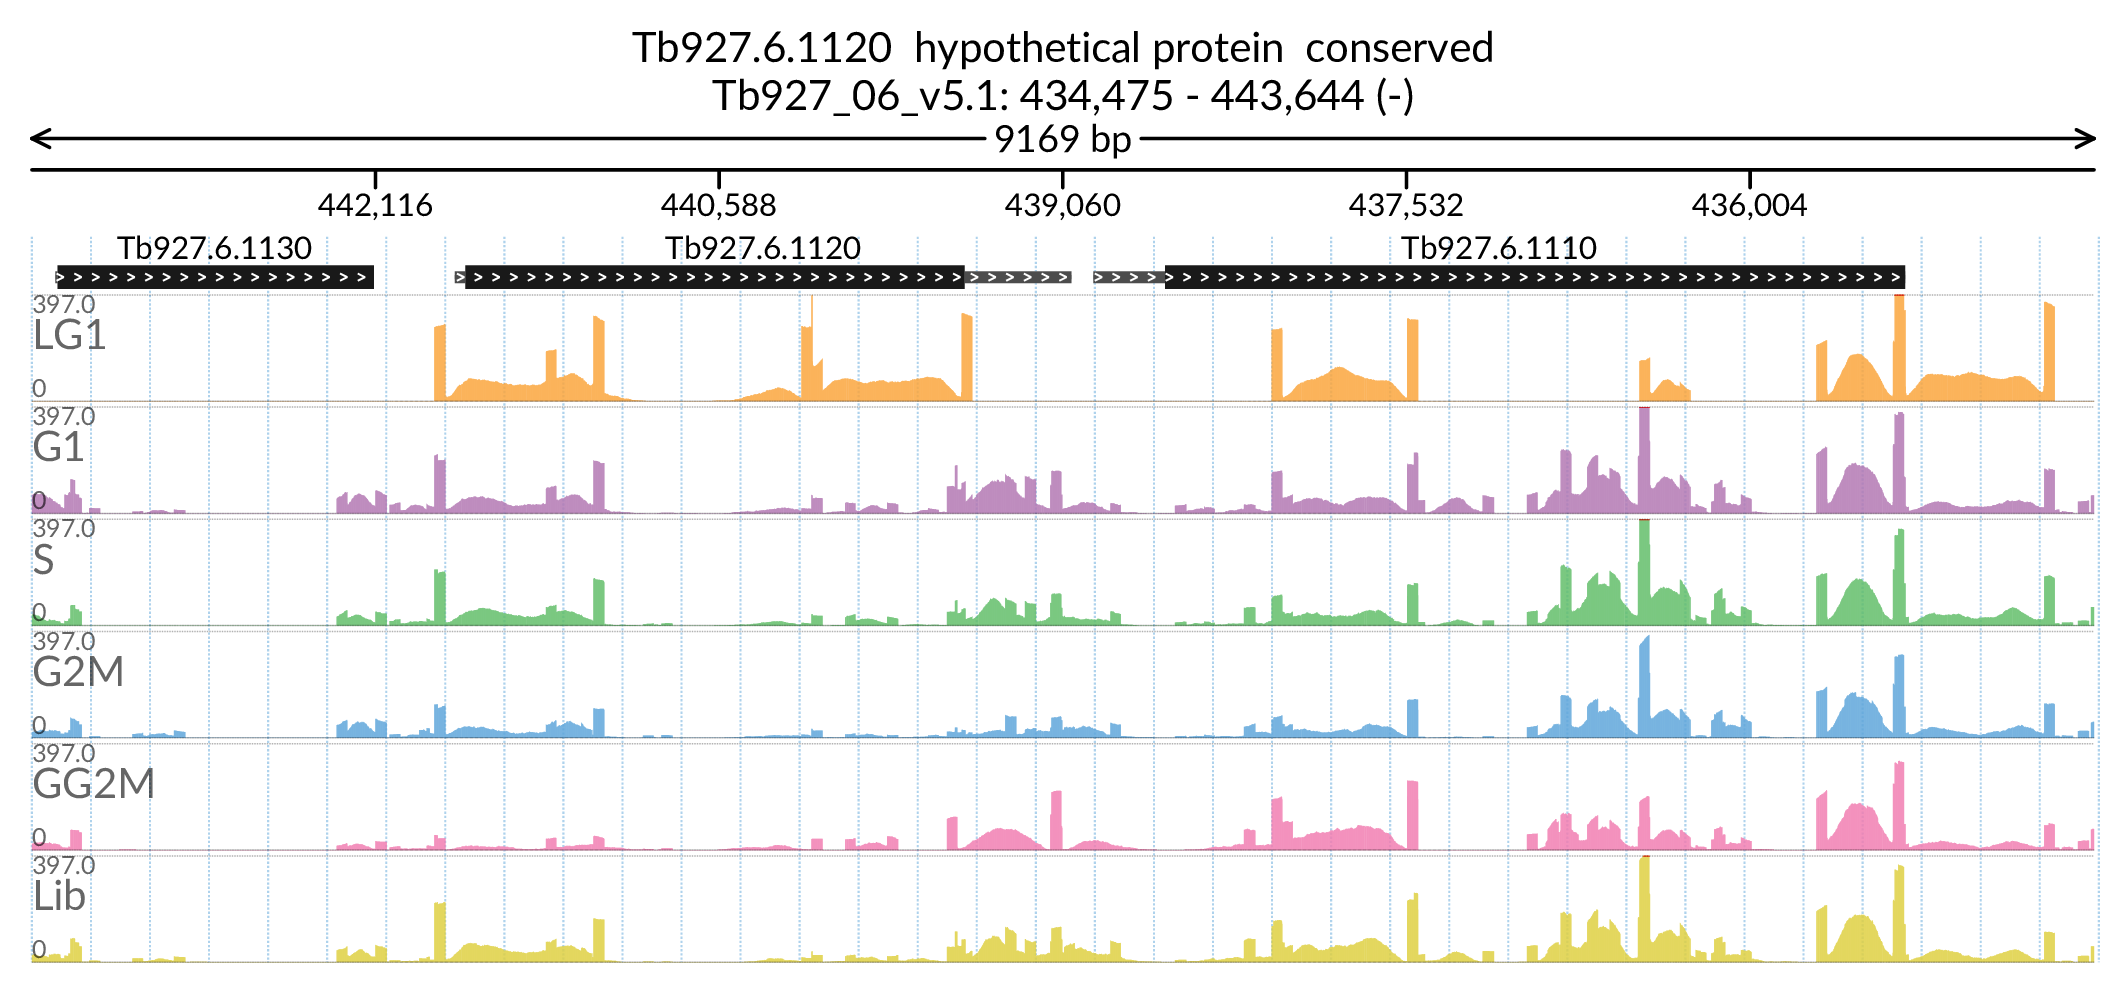 Tb927.6.1120 hypothetical protein conserved
Tb927_06_v5.1: 434,475 - 443,644 (-)
9169 bp
442,116 440,588 439,060 437,532 436,004
Tb927.6.1130 Tb927.6.1120 Tb927.6.1110
397.0
LG1
0
397.0
G1
0
397.0
S
0
397.0
G2M
0
397.0
GG2M
0
397.0
Lib
0